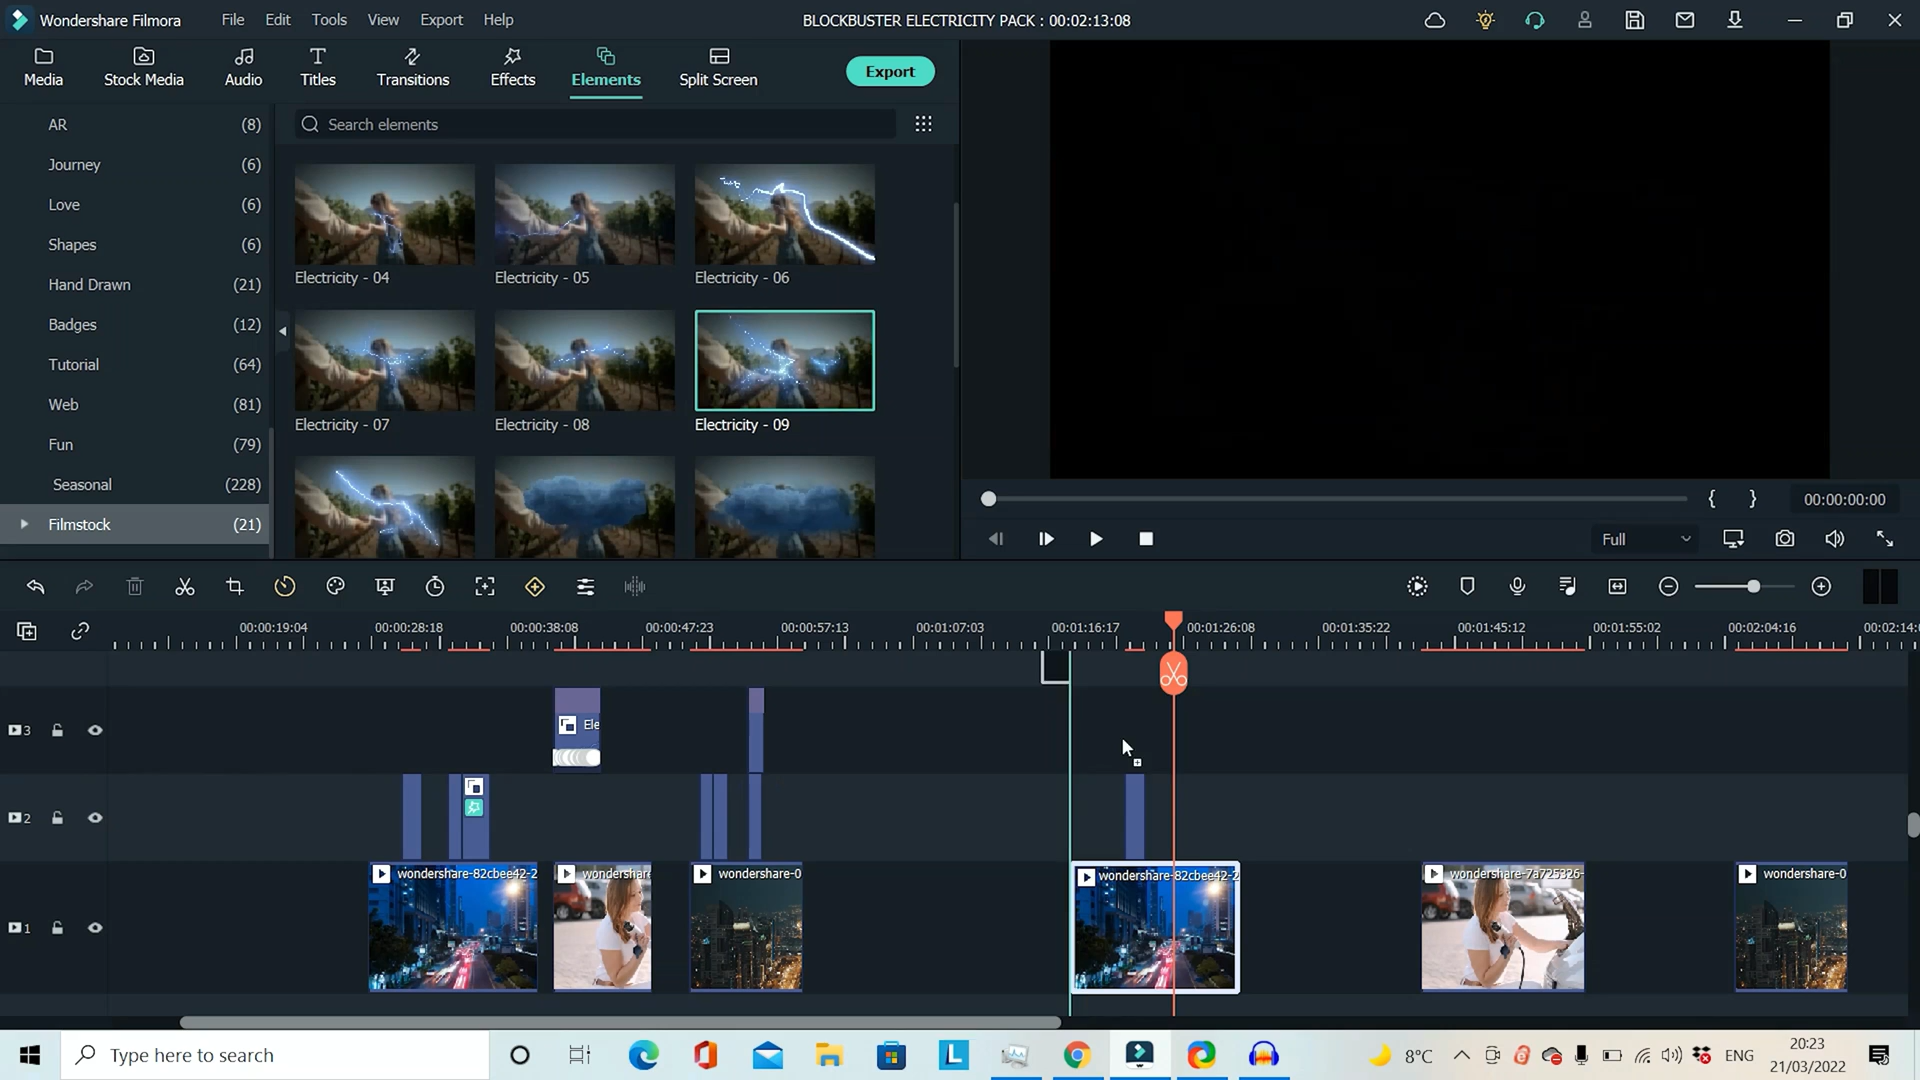 Wondershare Filmora File Edit Tools View Export Help BLOCKBUSTER ELECTRICITY PACK : 00:02:13:08
Media Stock Media Audio Titles Transitions Effects Elements Split Screen Export
Search elements
AR (8)
Journey (6)
Love (6)
Shapes (6)
Hand Drawn (21)
Badges (12)
Tutorial (64)
Web (81)
Fun (79)
Seasonal (228)
Filmstock (21)
Electricity - 04 Electricity - 05 Electricity - 06
Electricity - 07 Electricity - 08 Electricity - 09
{ } 00:00:00:00
Full
00:00:19:04 00:00:28:18 00:00:38:08 00:00:47:23 00:00:57:13 00:01:07:03 00:01:16:17 00:01:26:08 00:01:35:22 00:01:45:12 00:01:55:02 00:02:04:16 00:02:14:0
3 Ele
2
1 wondershare-82cbee42-2 wondershare wondershare-0 wondershare-82cbee42-2 wondershare-7a725326- wondershare-0
Type here to search L 8°C ENG 20:23
21/03/2022